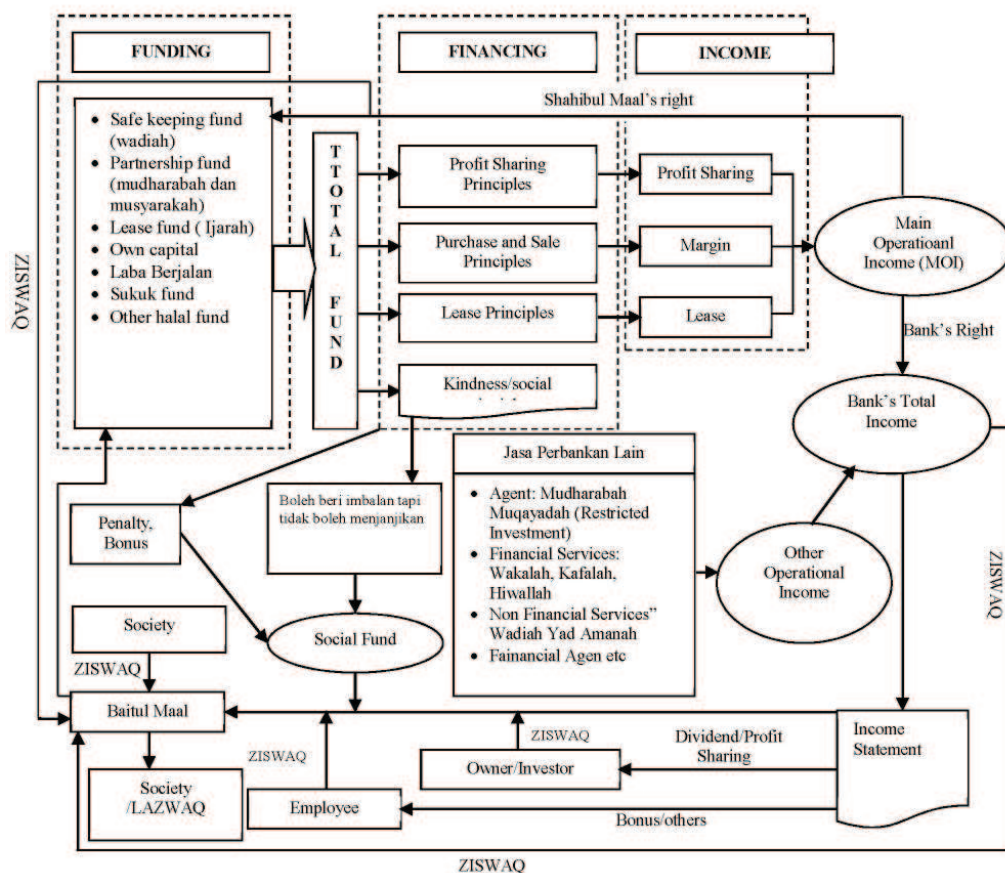 FUNDING
FINANCING
INCOME
Shahibul Maal's right
• Safe keeping fund
(wadiah)
• Partnership fund
(mudharabah dan
musyarakah)
• Lease fund ( Ijarah)
• Own capital
• Laba Berjalan
• Sukuk fund
• Other halal fund
TTOTAL FUND
Profit Sharing
Principles
Purchase and Sale
Principles
Lease Principles
Kindness/social
Profit Sharing
Margin
Lease
Main
Operatioanl
Income (MOI)
Bank's Right
Bank's Total
Income
ZISWAQ
Jasa Perbankan Lain
• Agent: Mudharabah
Muqayadah (Restricted
Investment)
• Financial Services:
Wakalah, Kafalah,
Hiwallah
• Non Financial Services"
Wadiah Yad Amanah
• Fainancial Agen etc
Other
Operational
Income
ZISWAQ
Penalty,
Bonus
Boleh beri imbalan tapi
tidak boleh menjanjikan
Social Fund
Society
ZISWAQ
Baitul Maal
Society
/LAZWAQ
ZISWAQ
Employee
ZISWAQ
Owner/Investor
Dividend/Profit
Sharing
Bonus/others
Income
Statement
ZISWAQ